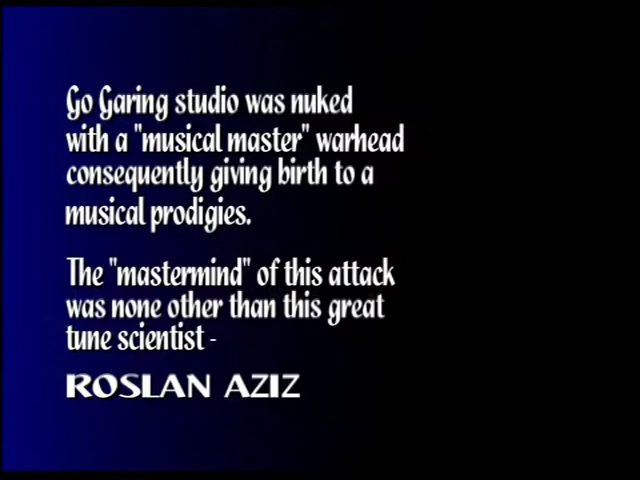 Go Garing studio was nuked
with a "musical master" warhead
consequently giving birth to a
musical prodigies.
The "mastermind" of this attack
was none other than this great
tune scientist -
ROSLAN AZIZ